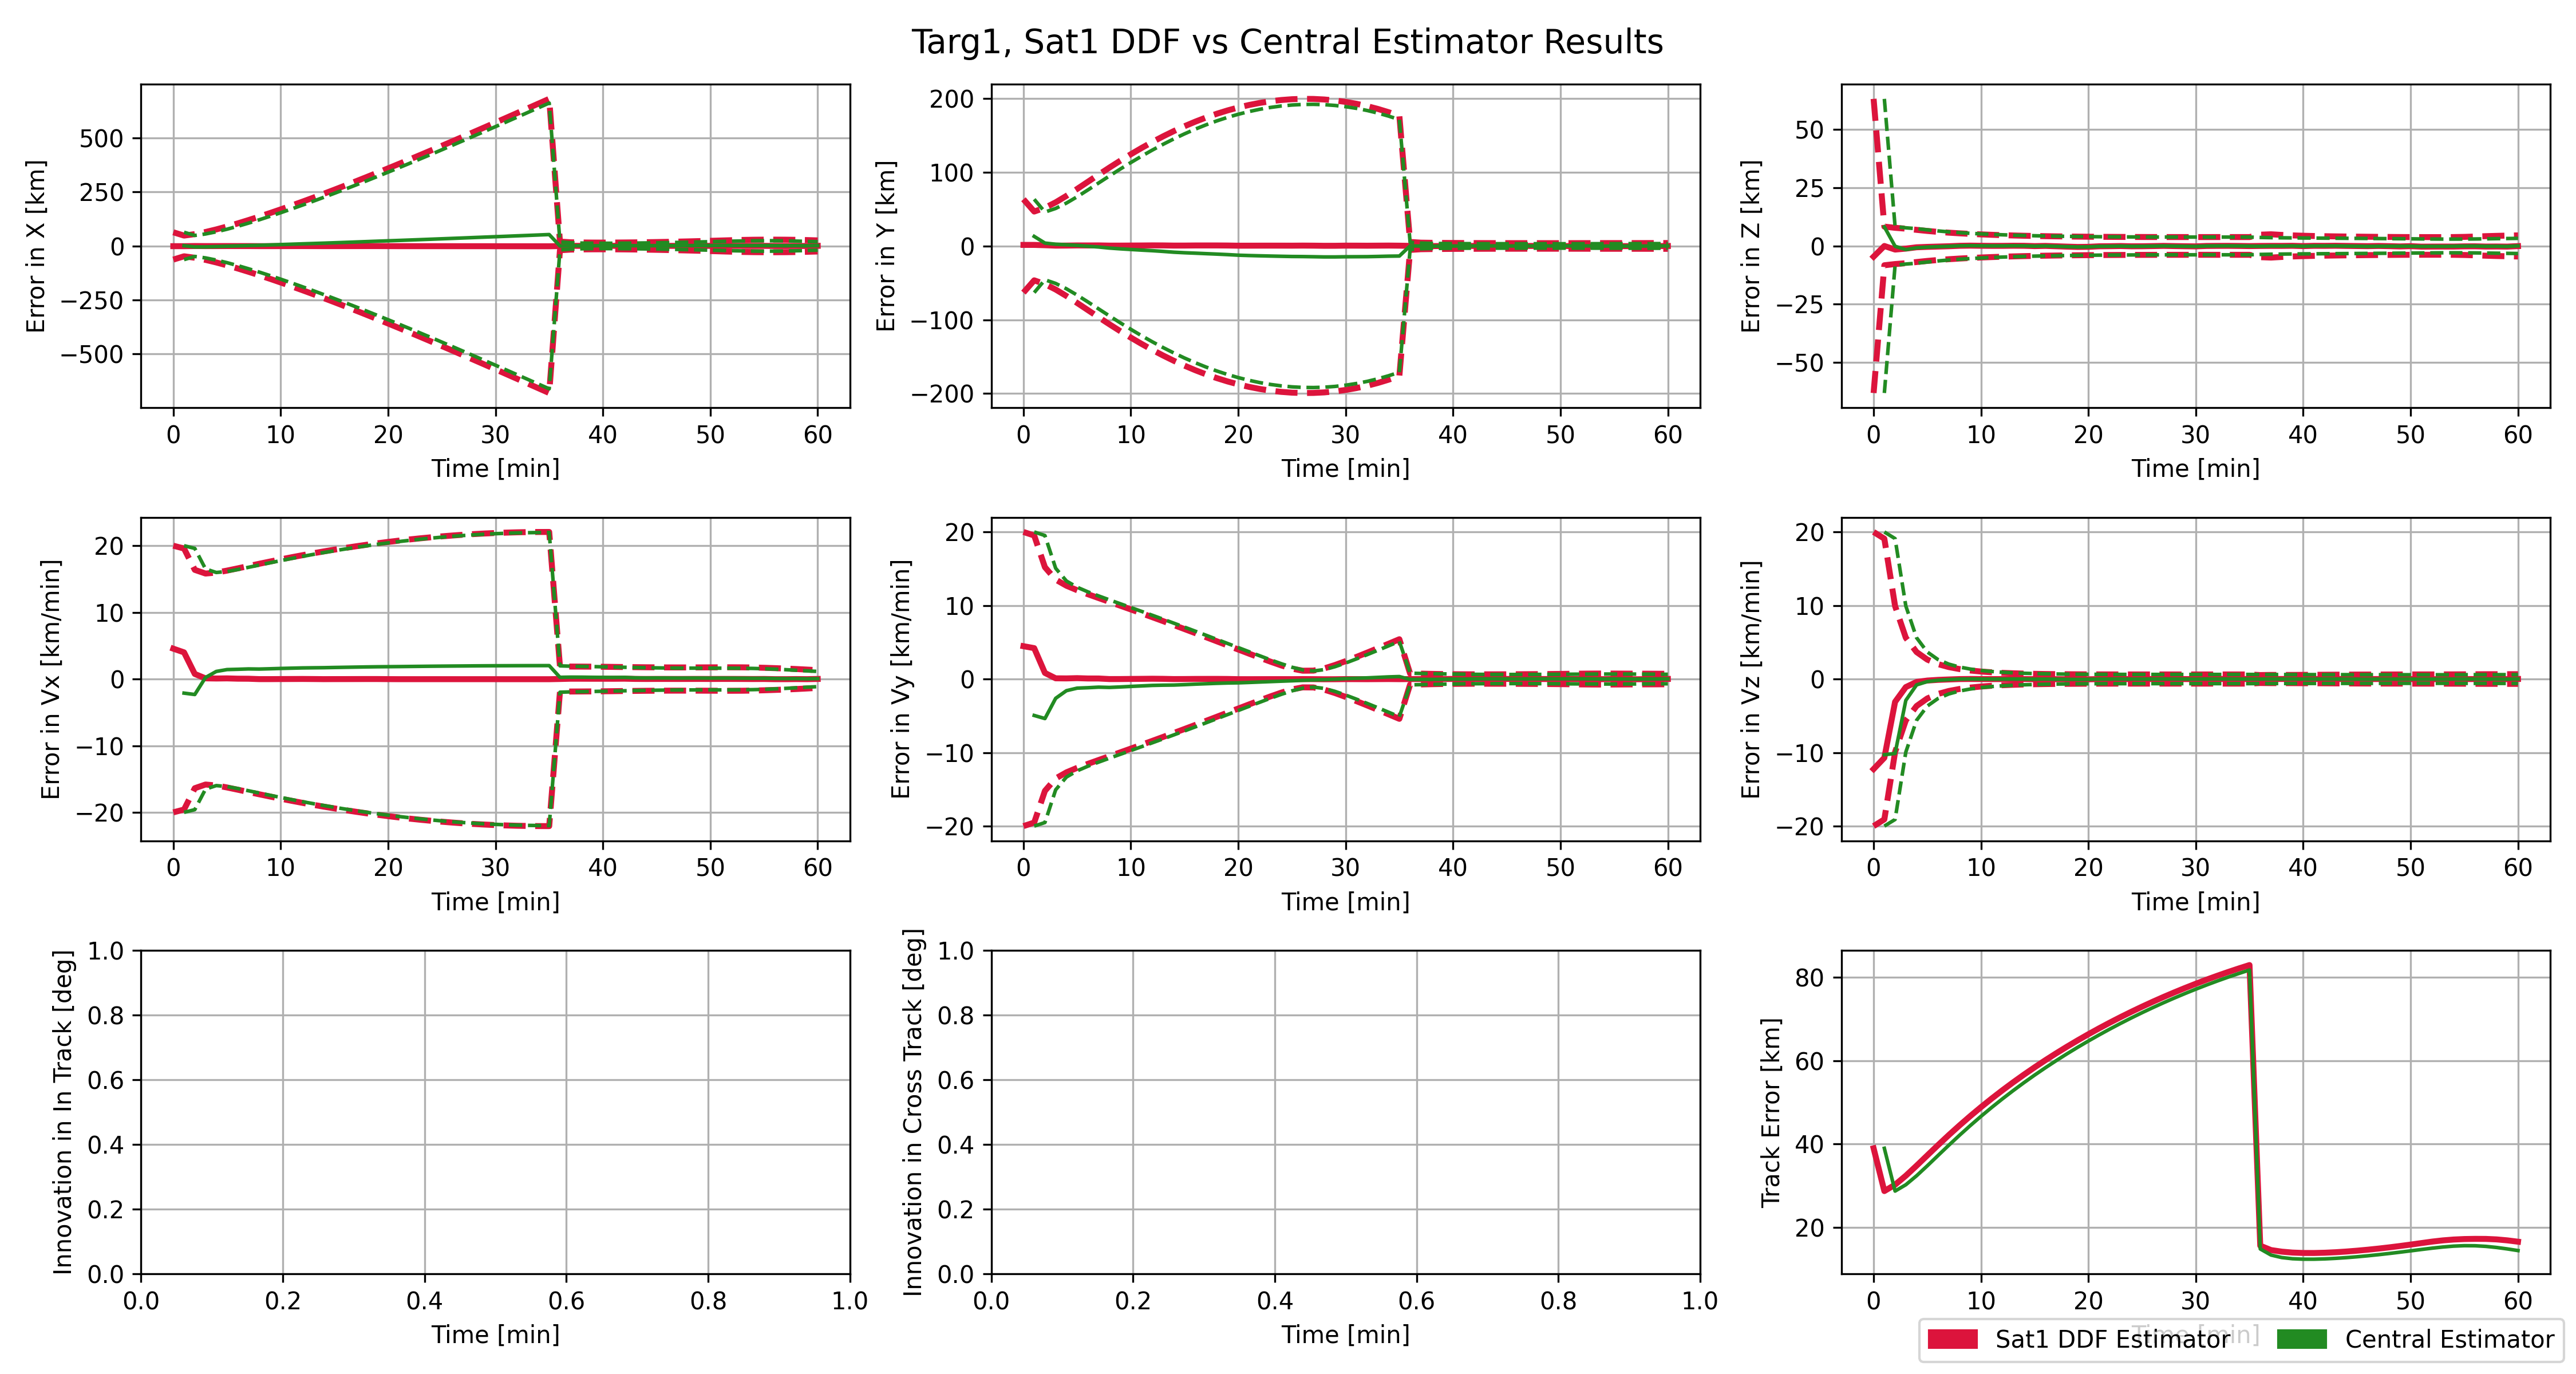 Targ1, Sat1 DDF vs Central Estimator Results
Error in X [km]
500
250
0
−250
−500
0 10 20 30 40 50 60
Time [min]
Error in Y [km]
200
100
0
−100
−200
0 10 20 30 40 50 60
Time [min]
Error in Z [km]
50
25
0
−25
−50
0 10 20 30 40 50 60
Time [min]
Error in Vx [km/min]
20
10
0
−10
−20
0 10 20 30 40 50 60
Time [min]
Error in Vy [km/min]
20
10
0
−10
−20
0 10 20 30 40 50 60
Time [min]
Error in Vz [km/min]
20
10
0
−10
−20
0 10 20 30 40 50 60
Time [min]
Innovation in In Track [deg]
1.0
0.8
0.6
0.4
0.2
0.0
0.0 0.2 0.4 0.6 0.8 1.0
Time [min]
Innovation in Cross Track [deg]
1.0
0.8
0.6
0.4
0.2
0.0
0.0 0.2 0.4 0.6 0.8 1.0
Time [min]
Track Error [km]
80
60
40
20
0 10 20 30 40 50 60
Time [min]
Sat1 DDF Estimator
Central Estimator